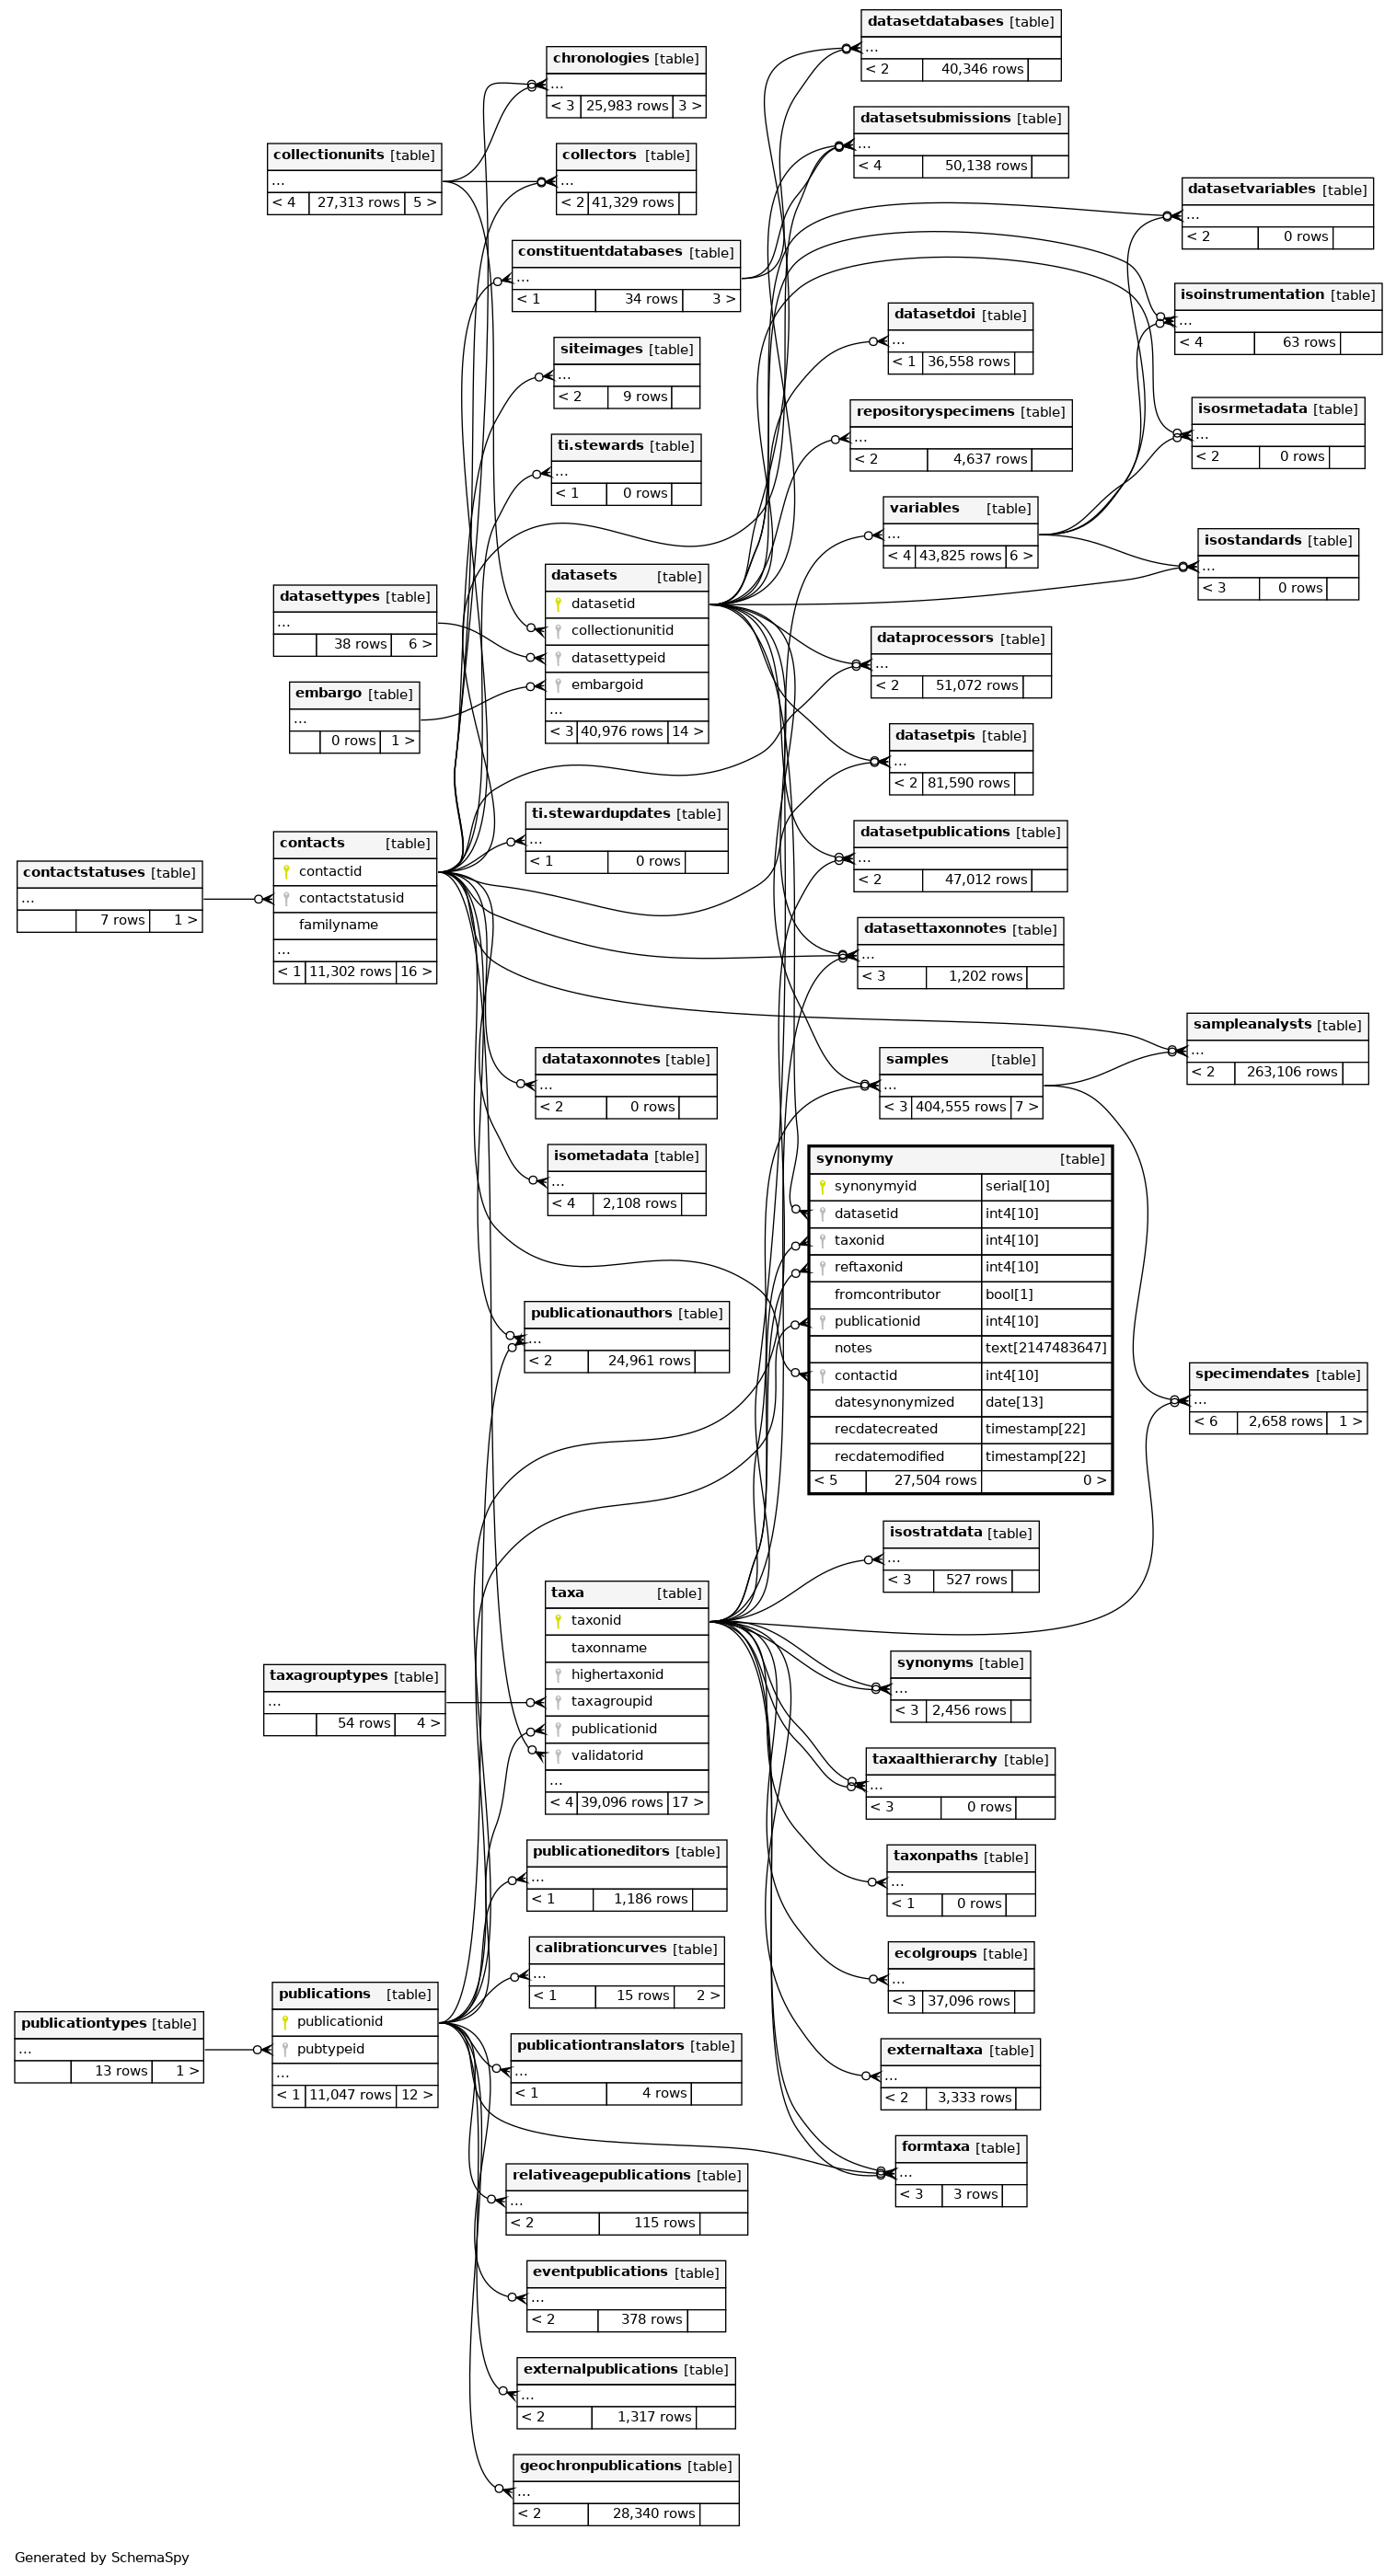 datasetdatabases [table]
...
< 2 40,346 rows
chronologies [table]
...
< 3 25,983 rows 3 >
datasetsubmissions [table]
...
< 4 50,138 rows
collectionunits [table]
...
< 4 27,313 rows 5 >
collectors [table]
...
< 2 41,329 rows
datasetvariables [table]
...
< 2 0 rows
constituentdatabases [table]
...
< 1 34 rows 3 >
isoinstrumentation [table]
...
< 4 63 rows
datasetdoi [table]
...
< 1 36,558 rows
siteimages [table]
...
< 2 9 rows
repositoryspecimens [table]
...
< 2 4,637 rows
isosrmetadata [table]
...
< 2 0 rows
ti.stewards [table]
...
< 1 0 rows
variables [table]
...
< 4 43,825 rows 6 >
isostandards [table]
...
< 3 0 rows
datasets [table]
datasetid
collectionunitid
datasettypeid
embargoid
...
< 3 40,976 rows 14 >
datasettypes [table]
...
38 rows 6 >
embargo [table]
...
0 rows 1 >
dataprocessors [table]
...
< 2 51,072 rows
datasetpis [table]
...
< 2 81,590 rows
ti.stewardupdates [table]
...
< 1 0 rows
datasetpublications [table]
...
< 2 47,012 rows
contacts [table]
contactid
contactstatusid
familyname
...
< 1 11,302 rows 16 >
contactstatuses [table]
...
7 rows 1 >
datasettaxonnotes [table]
...
< 3 1,202 rows
sampleanalysts [table]
...
< 2 263,106 rows
datataxonnotes [table]
...
< 2 0 rows
samples [table]
...
< 3 404,555 rows 7 >
isometadata [table]
...
< 4 2,108 rows
synonymy [table]
synonymyid serial[10]
datasetid int4[10]
taxonid int4[10]
reftaxonid int4[10]
fromcontributor bool[1]
publicationid int4[10]
notes text[2147483647]
contactid int4[10]
datesynonymized date[13]
recdatecreated timestamp[22]
recdatemodified timestamp[22]
< 5 27,504 rows 0 >
publicationauthors [table]
...
< 2 24,961 rows
specimendates [table]
...
< 6 2,658 rows 1 >
isostratdata [table]
...
< 3 527 rows
taxa [table]
taxonid
taxonname
highertaxonid
taxagroupid
publicationid
validatorid
...
< 4 39,096 rows 17 >
taxagrouptypes [table]
...
54 rows 4 >
synonyms [table]
...
< 3 2,456 rows
taxaalthierarchy [table]
...
< 3 0 rows
publicationeditors [table]
...
< 1 1,186 rows
taxonpaths [table]
...
< 1 0 rows
calibrationcurves [table]
...
< 1 15 rows 2 >
ecolgroups [table]
...
< 3 37,096 rows
publications [table]
publicationid
pubtypeid
...
< 1 11,047 rows 12 >
publicationtypes [table]
...
13 rows 1 >
publicationtranslators [table]
...
< 1 4 rows
externaltaxa [table]
...
< 2 3,333 rows
formtaxa [table]
...
< 3 3 rows
relativeagepublications [table]
...
< 2 115 rows
eventpublications [table]
...
< 2 378 rows
externalpublications [table]
...
< 2 1,317 rows
geochronpublications [table]
...
< 2 28,340 rows
Generated by SchemaSpy